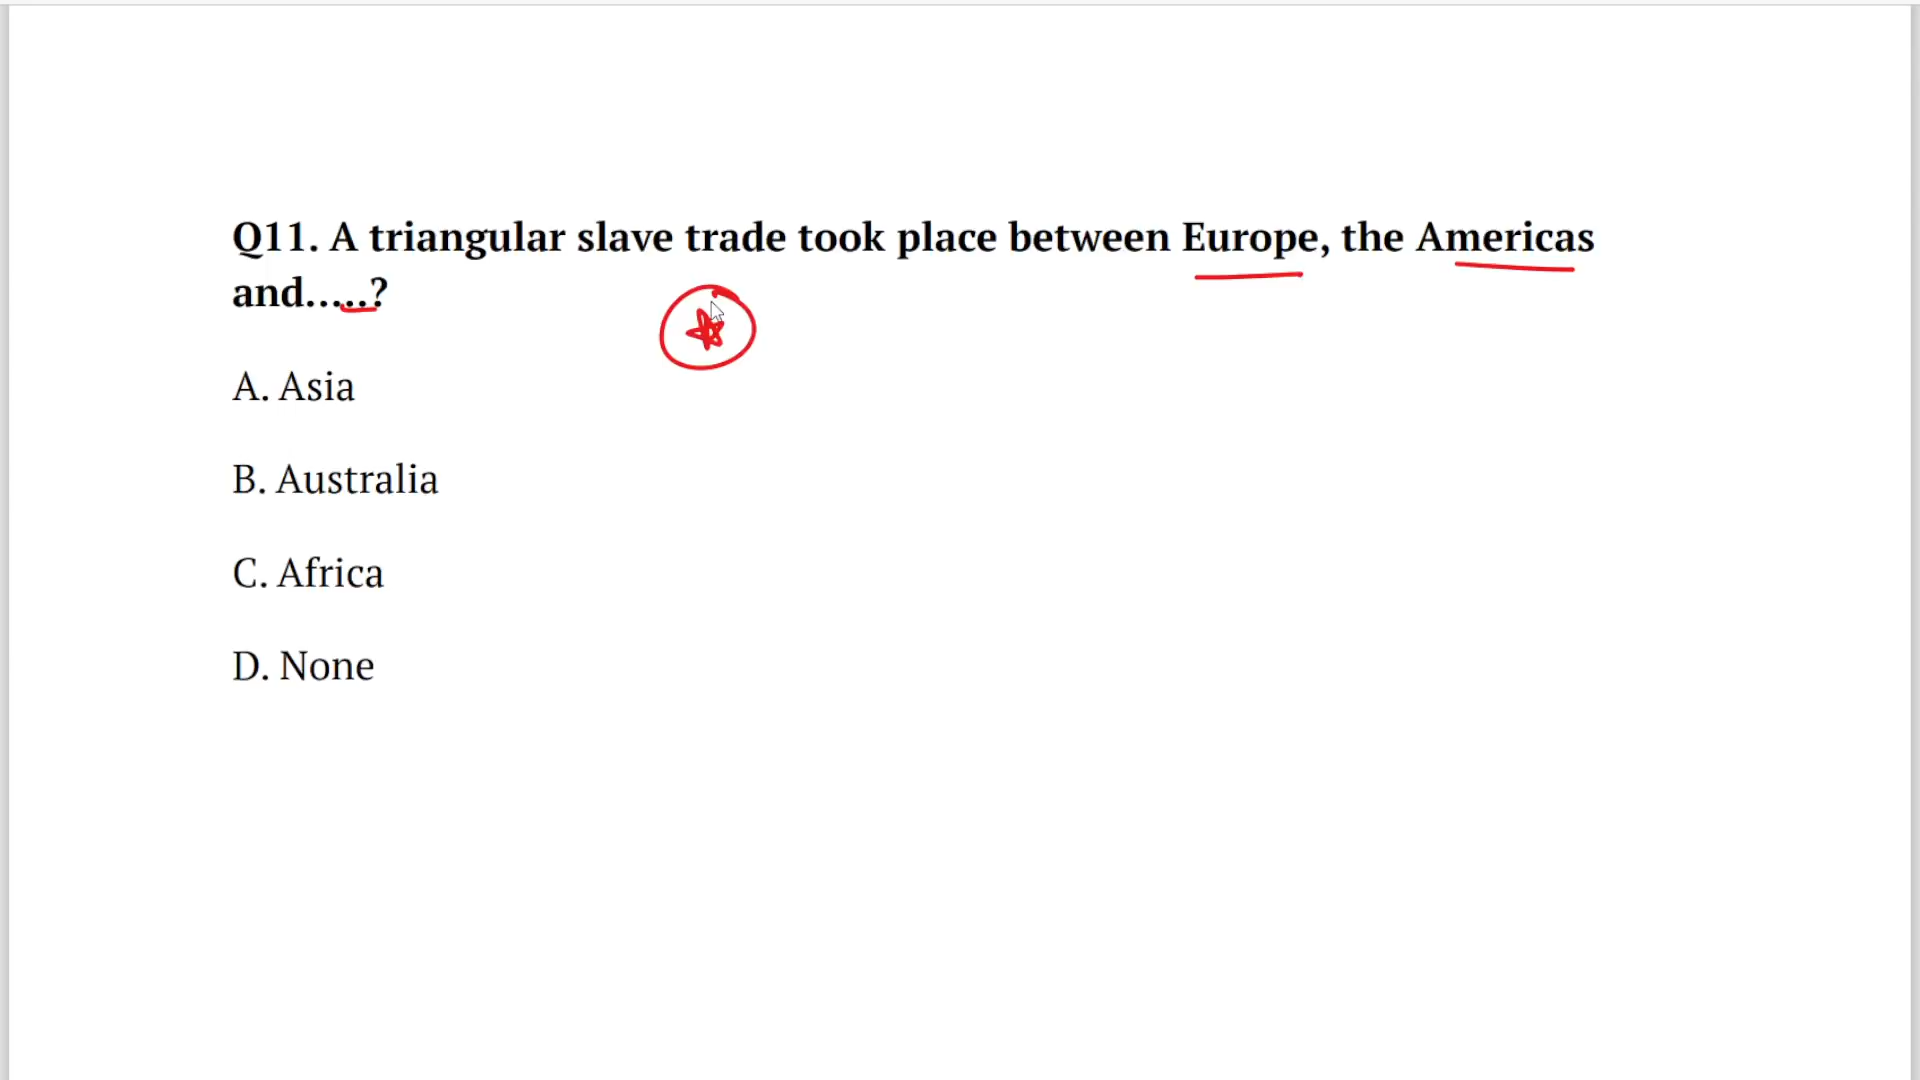 Q11. A triangular slave trade took place between Europe, the Americas
and.....?
A. Asia
B. Australia
C. Africa
D. None